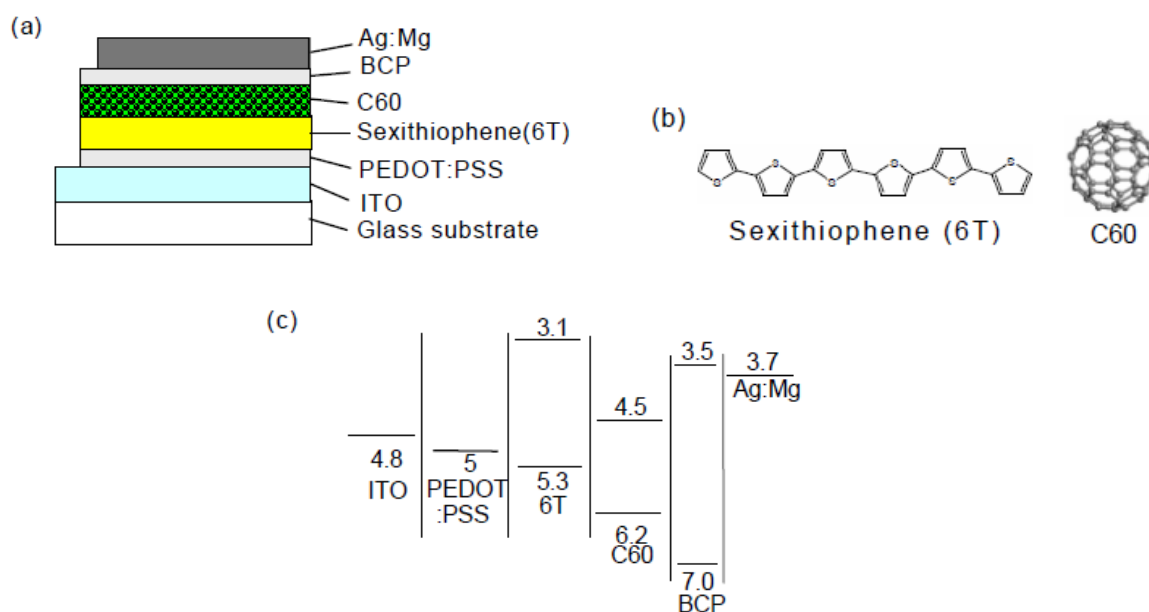 (a)
Ag:Mg
BCP
C60
Sexithiophene(6T)
PEDOT:PSS
ITO
Glass substrate
(b)
S
S
S
S
S
S
Sexithiophene (6T)
C60
(c)
3.1
3.5
3.7
Ag:Mg
4.5
4.8
ITO
5
PEDOT
:PSS
5.3
6T
6.2
C60
7.0
BCP